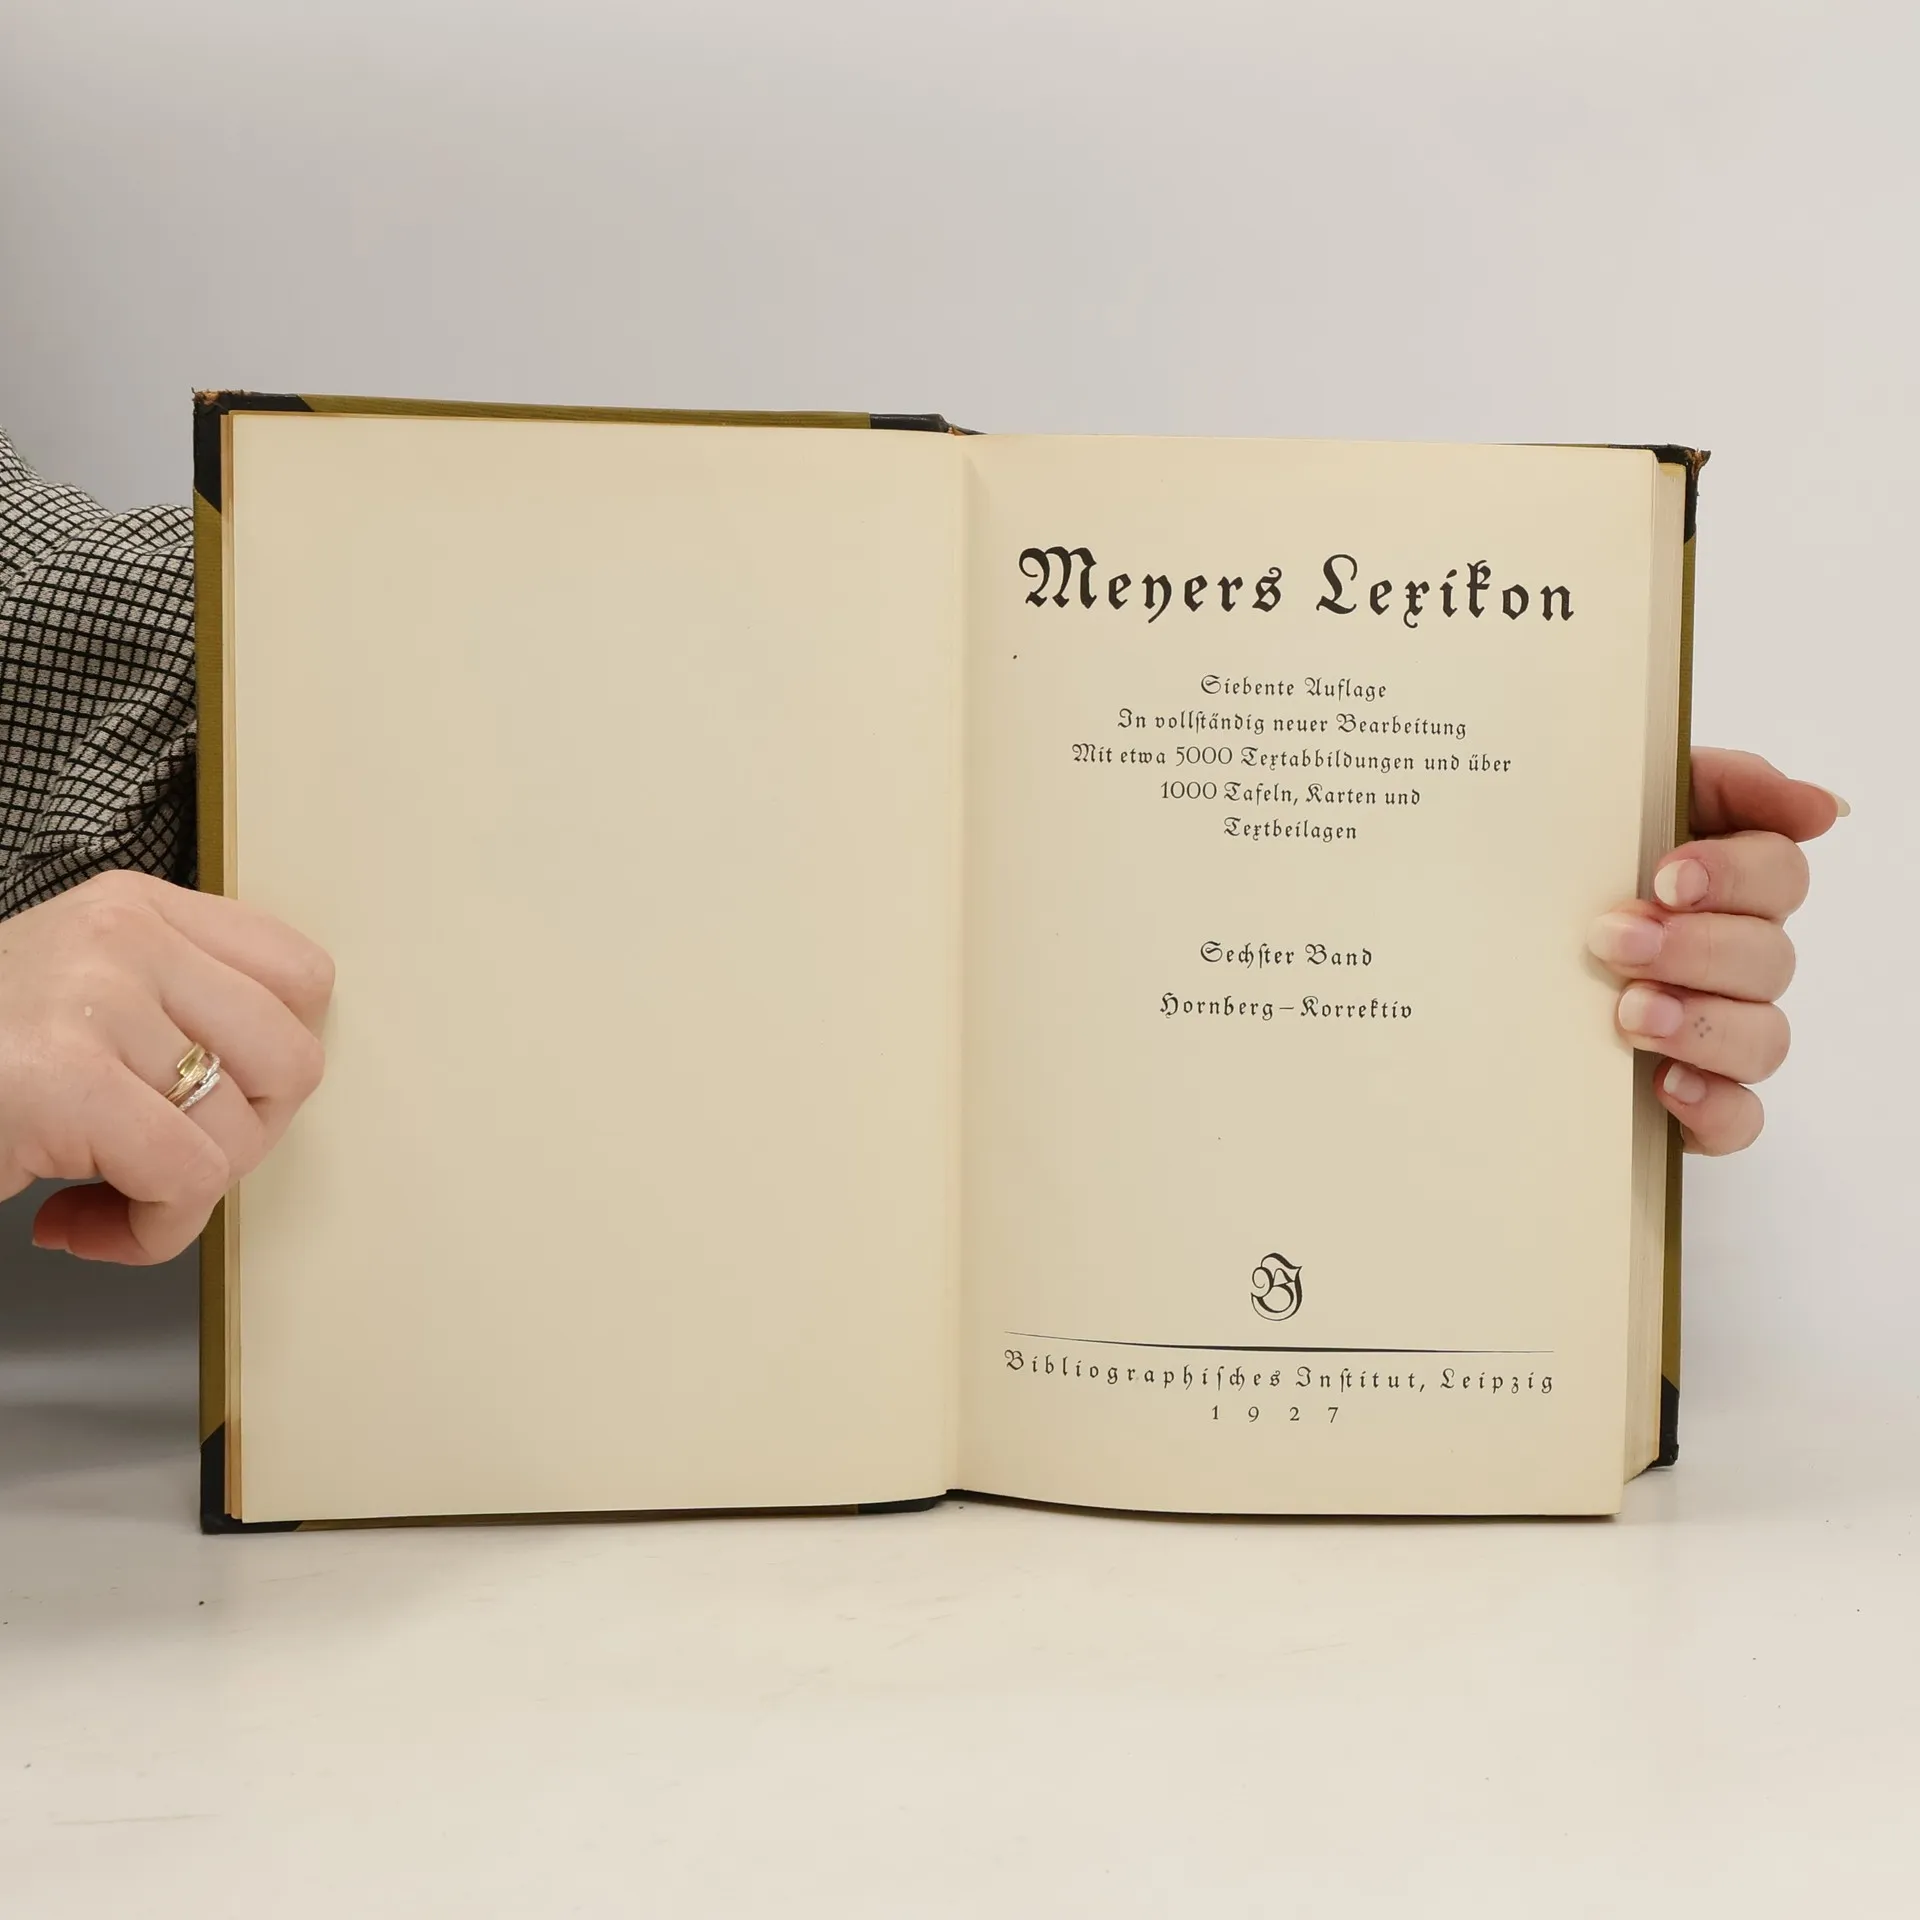 Meyers Lexikon
Siebente Auflage
In vollſtändig neuer Bearbeitung
Mit etwa 5000 Textabbildungen und über
1000 Tafeln, Karten und
Textbeilagen
Sechſter Band
Hornberg – Korrektiv
BI
Bibliographiſches Inſtitut, Leipzig
1927